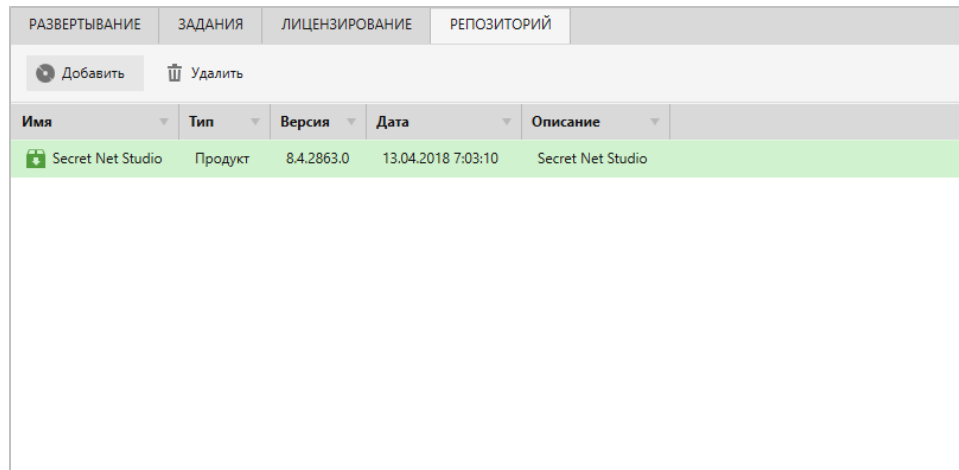 РАЗВЕРТЫВАНИЕ ЗАДАНИЯ ЛИЦЕНЗИРОВАНИЕ РЕПОЗИТОРИЙ
Добавить Удалить
Имя Тип Версия Дата Описание
Secret Net Studio Продукт 8.4.2863.0 13.04.2018 7:03:10 Secret Net Studio